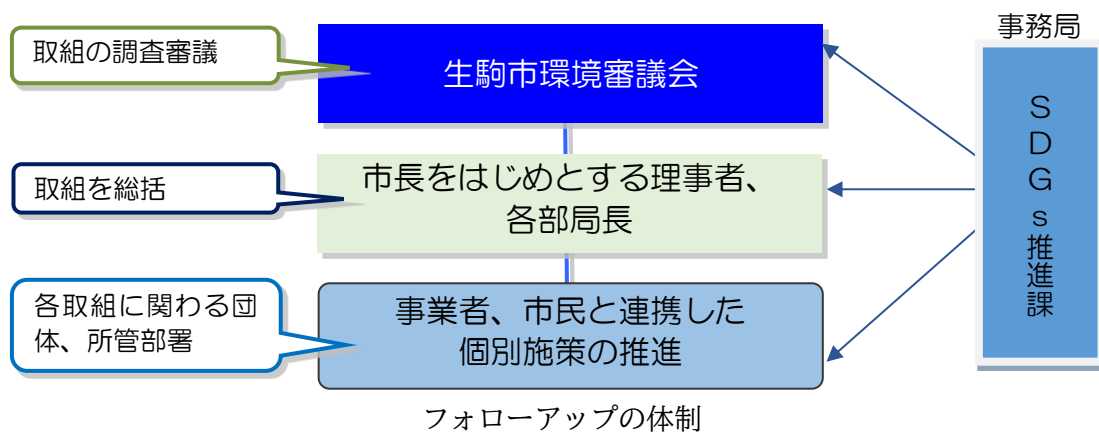 事務局
取組の調査審議
生駒市環境審議会
取組を総括
市長をはじめとする理事者、
各部局長
各取組に関わる団
体、所管部署
事業者、市民と連携した
個別施策の推進
SDGs推進課
フォローアップの体制